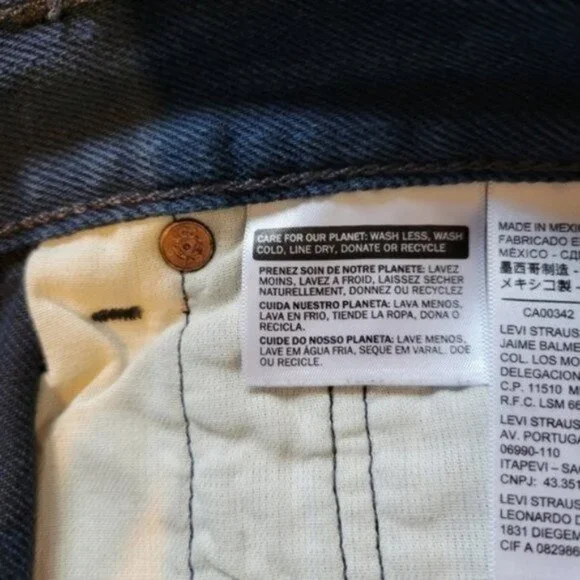 CARE FOR OUR PLANET: WASH LESS, WASH
COLD, LINE DRY, DONATE OR RECYCLE
PRENEZ SOIN DE NOTRE PLANETE: LAVEZ
MOINS, LAVEZ A FROID, LAISSEZ SECHER
NATURELLEMENT, DONNEZ OU RECYCLEZ
CUIDA NUESTRO PLANETA: LAVA MENOS,
LAVA EN FRIO, TIENDE LA ROPA, DONA O
RECICLA.
CUIDE DO NOSSO PLANETA: LAVE MENOS,
LAVE EM ÁGUA FRIA, SEQUE EM VARAL. DOE
OU RECICLE.
MADE IN MEXI
FABRICADO E
MÉXICO - СД
墨西哥制造 -
メキシコ製 -
CA00342
LEVI STRAUS
JAIME BALME
COL. LOS MO
DELEGACION
C.P. 11510 M
R.F.C. LSM 66
LEVI STRAUS
AV. PORTUGA
06990-110
ITAPEVI - SA
CNPJ: 43.351
LEVI STRAUS
LEONARDO D
1831 DIEGEM
CIF A 082986